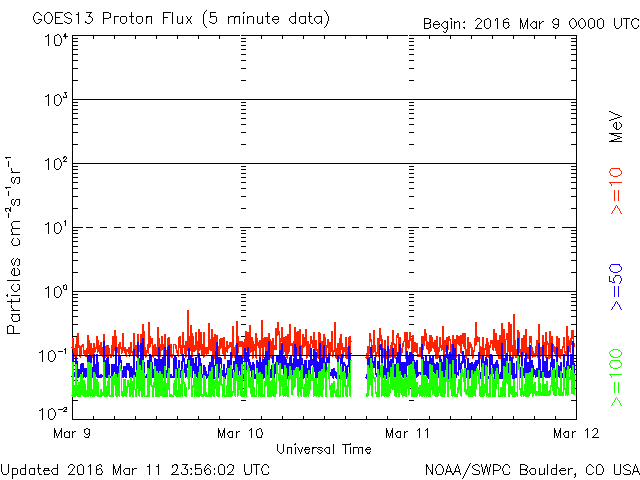 GOES13 Proton Flux (5 minute data)
Begin: 2016 Mar 9 0000 UTC
10⁴
10³
10²
10¹
10⁰
10⁻¹
10⁻²
Particles cm⁻²s⁻¹sr⁻¹
>=100 >=50 >=10 MeV
Mar 9 Mar 10 Mar 11 Mar 12
Universal Time
Updated 2016 Mar 11 23:56:02 UTC
NOAA/SWPC Boulder, CO USA